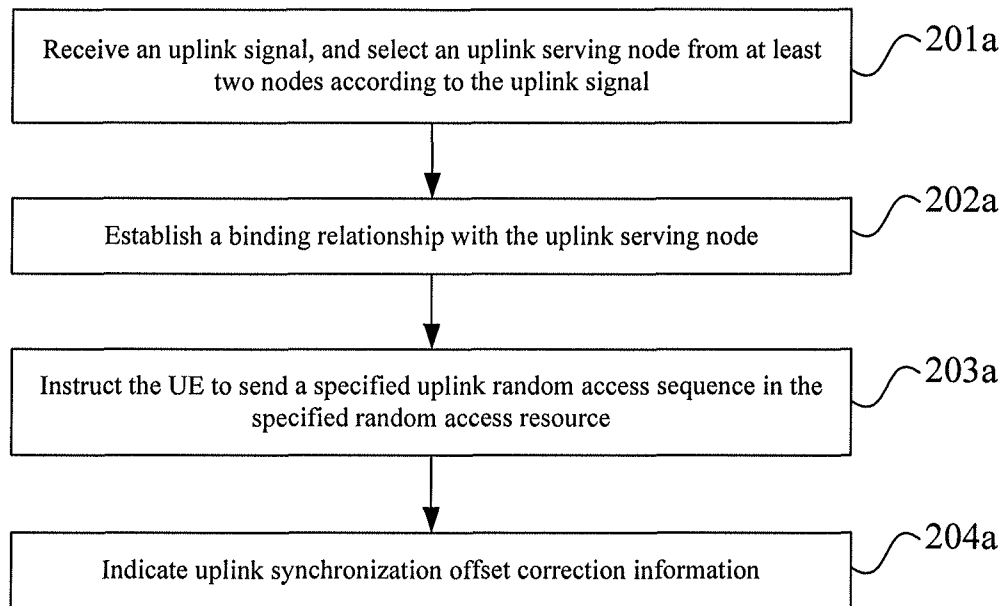 Receive an uplink signal, and select an uplink serving node from at least
two nodes according to the uplink signal
201a
Establish a binding relationship with the uplink serving node
202a
Instruct the UE to send a specified uplink random access sequence in the
specified random access resource
203a
Indicate uplink synchronization offset correction information
204a